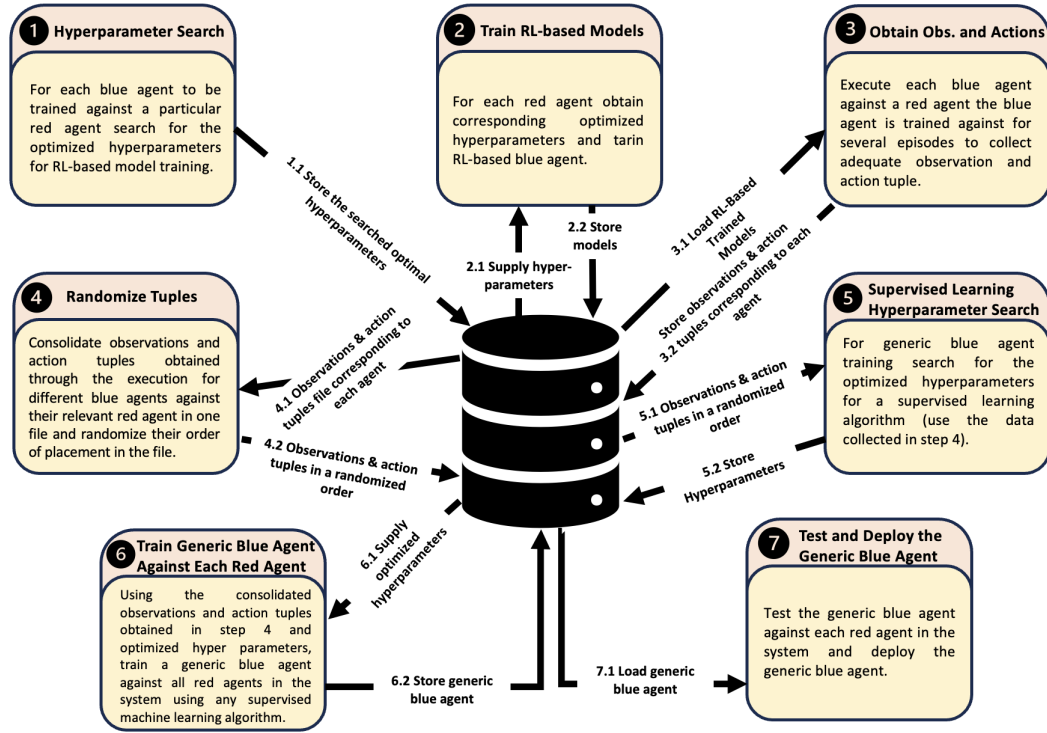 1 Hyperparameter Search
For each blue agent to be
trained against a particular
red agent search for the
optimized hyperparameters
for RL-based model training.
2 Train RL-based Models
For each red agent obtain
corresponding optimized
hyperparameters and tarin
RL-based blue agent.
3 Obtain Obs. and Actions
Execute each blue agent
against a red agent the blue
agent is trained against for
several episodes to collect
adequate observation and
action tuple.
1.1 Store the searched optimal
hyperparameters
2.1 Supply hyper-
parameters
2.2 Store
models
3.1 Load RL-Based
Trained
Models
Store observations & action
3.2 tuples corresponding to each
agent
4 Randomize Tuples
Consolidate observations and
action tuples obtained
through the execution for
different blue agents against
their relevant red agent in one
file and randomize their order
of placement in the file.
4.1 Observations & action
tuples file corresponding to
each agent
4.2 Observations & action
tuples in a randomized
order
5 Supervised Learning
Hyperparameter Search
For generic blue agent
training search for the
optimized hyperparameters
for a supervised learning
algorithm (use the data
collected in step 4).
5.1 Observations & action
tuples in a randomized
order
5.2 Store
Hyperparameters
6 Train Generic Blue Agent
Against Each Red Agent
Using the consolidated
observations and action tuples
obtained in step 4 and
optimized hyper parameters,
train a generic blue agent
against all red agents in the
system using any supervised
machine learning algorithm.
6.1 Supply
optimized
hyperparameters
6.2 Store generic
blue agent
7.1 Load generic
blue agent
7 Test and Deploy the
Generic Blue Agent
Test the generic blue agent
against each red agent in the
system and deploy the
generic blue agent.